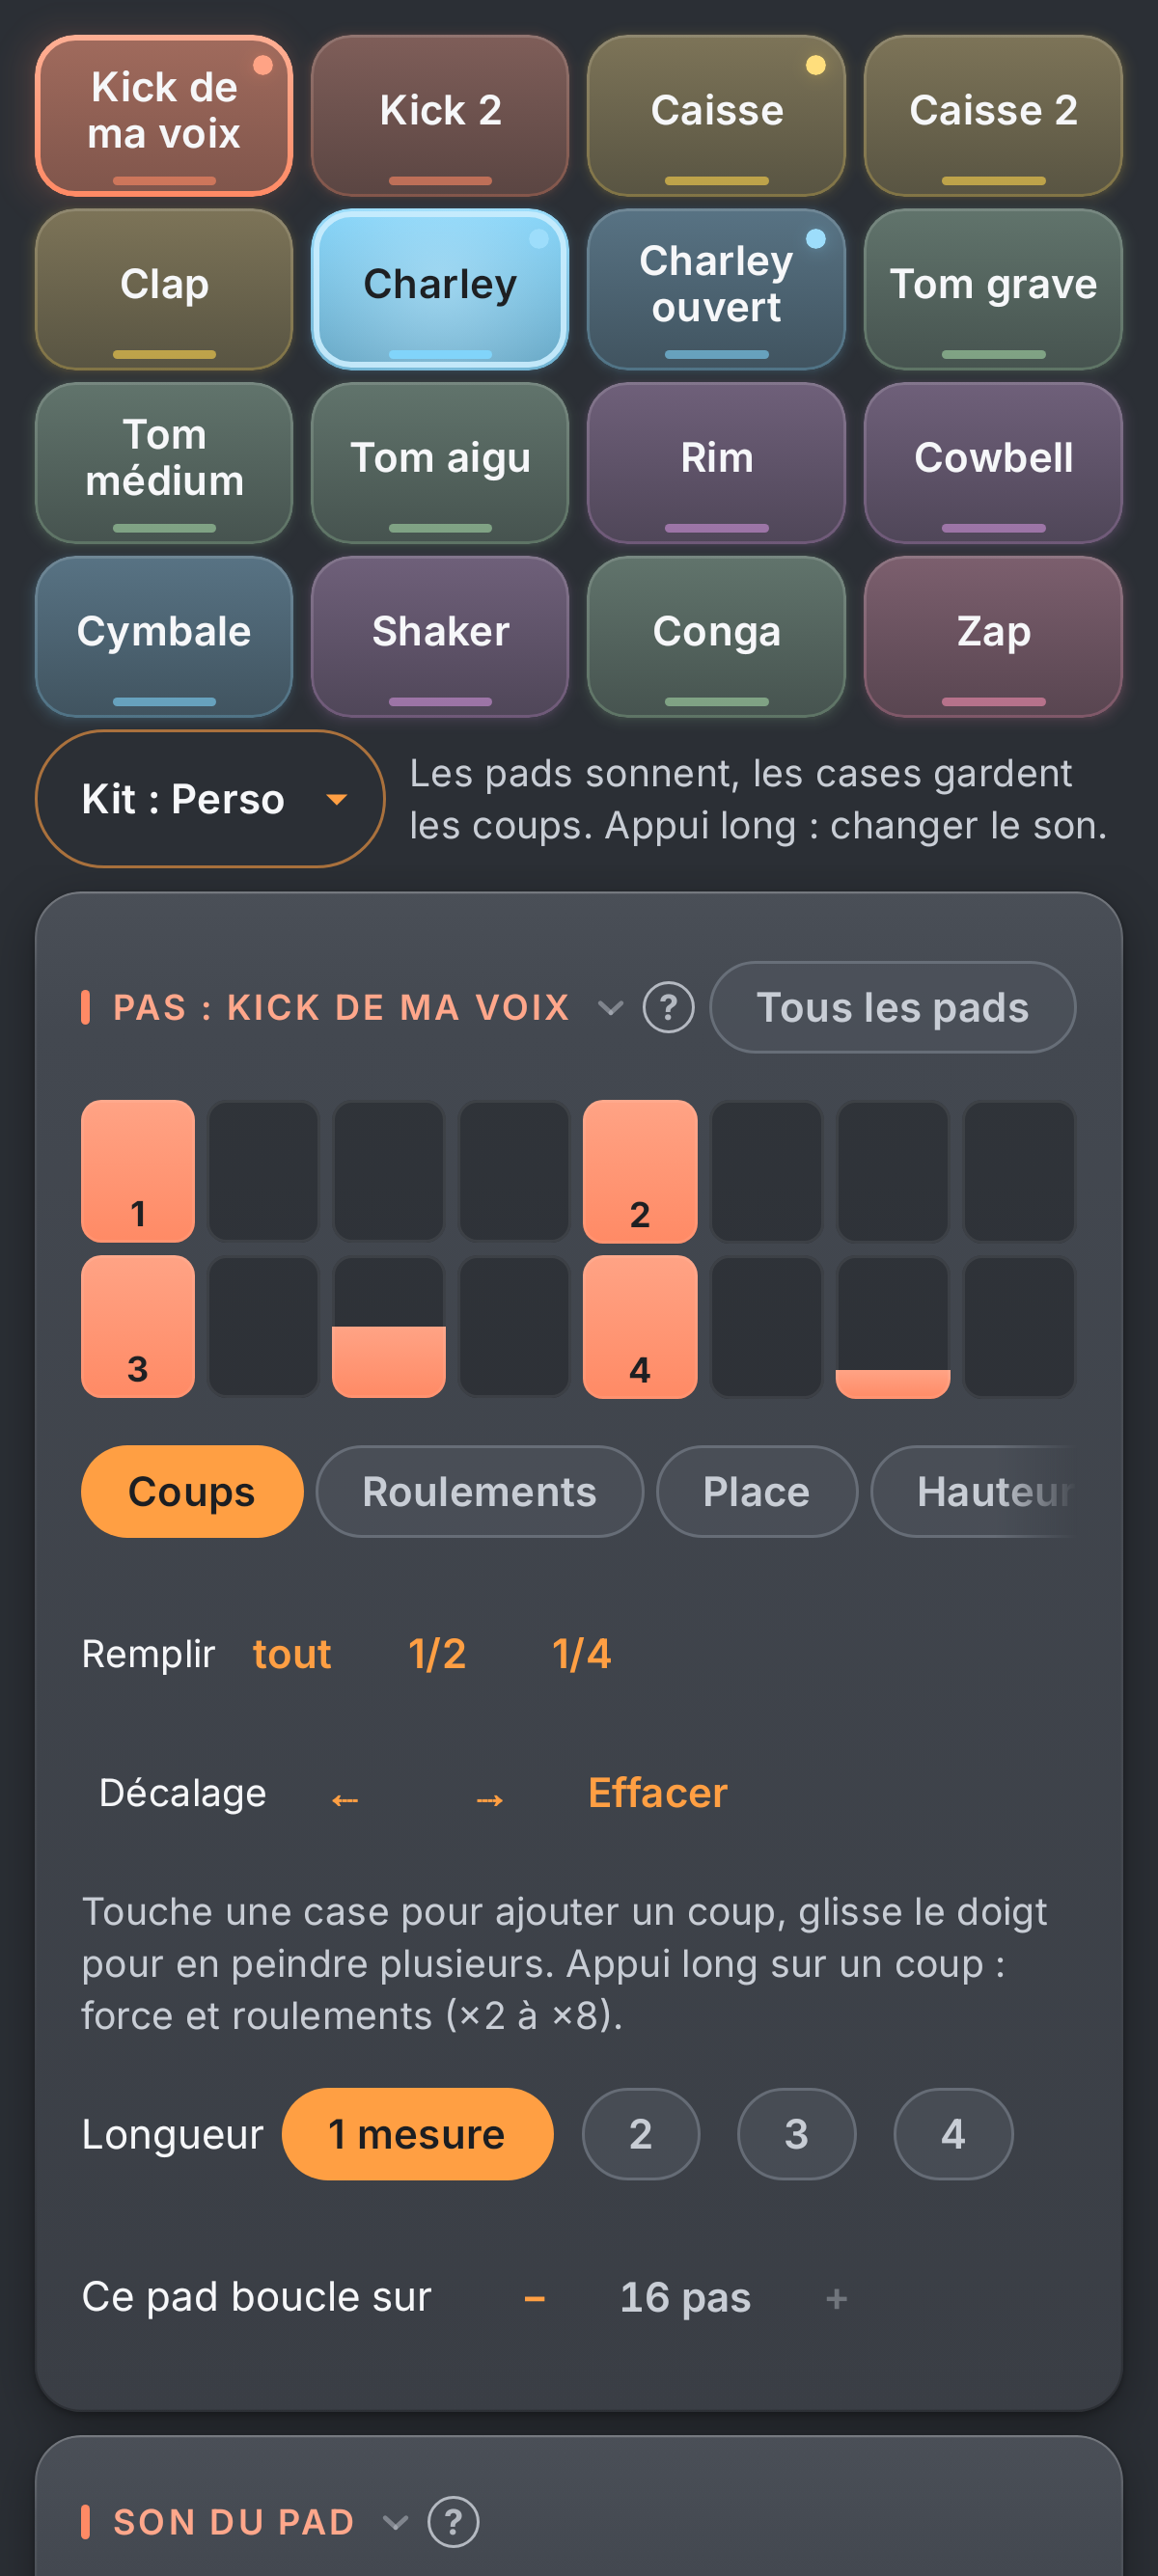 Kick de
ma voix
Kick 2
Caisse
Caisse 2
Clap
Charley
Charley
ouvert
Tom grave
Tom
médium
Tom aigu
Rim
Cowbell
Cymbale
Shaker
Conga
Zap
Kit : Perso
Les pads sonnent, les cases gardent
les coups. Appui long : changer le son.
PAS : KICK DE MA VOIX
?
Tous les pads
1
2
3
4
Coups
Roulements
Place
Hauteur
Remplir
tout
1/2
1/4
Décalage
←
→
Effacer
Touche une case pour ajouter un coup, glisse le doigt
pour en peindre plusieurs. Appui long sur un coup :
force et roulements (×2 à ×8).
Longueur
1 mesure
2
3
4
Ce pad boucle sur
−
16 pas
+
SON DU PAD
?